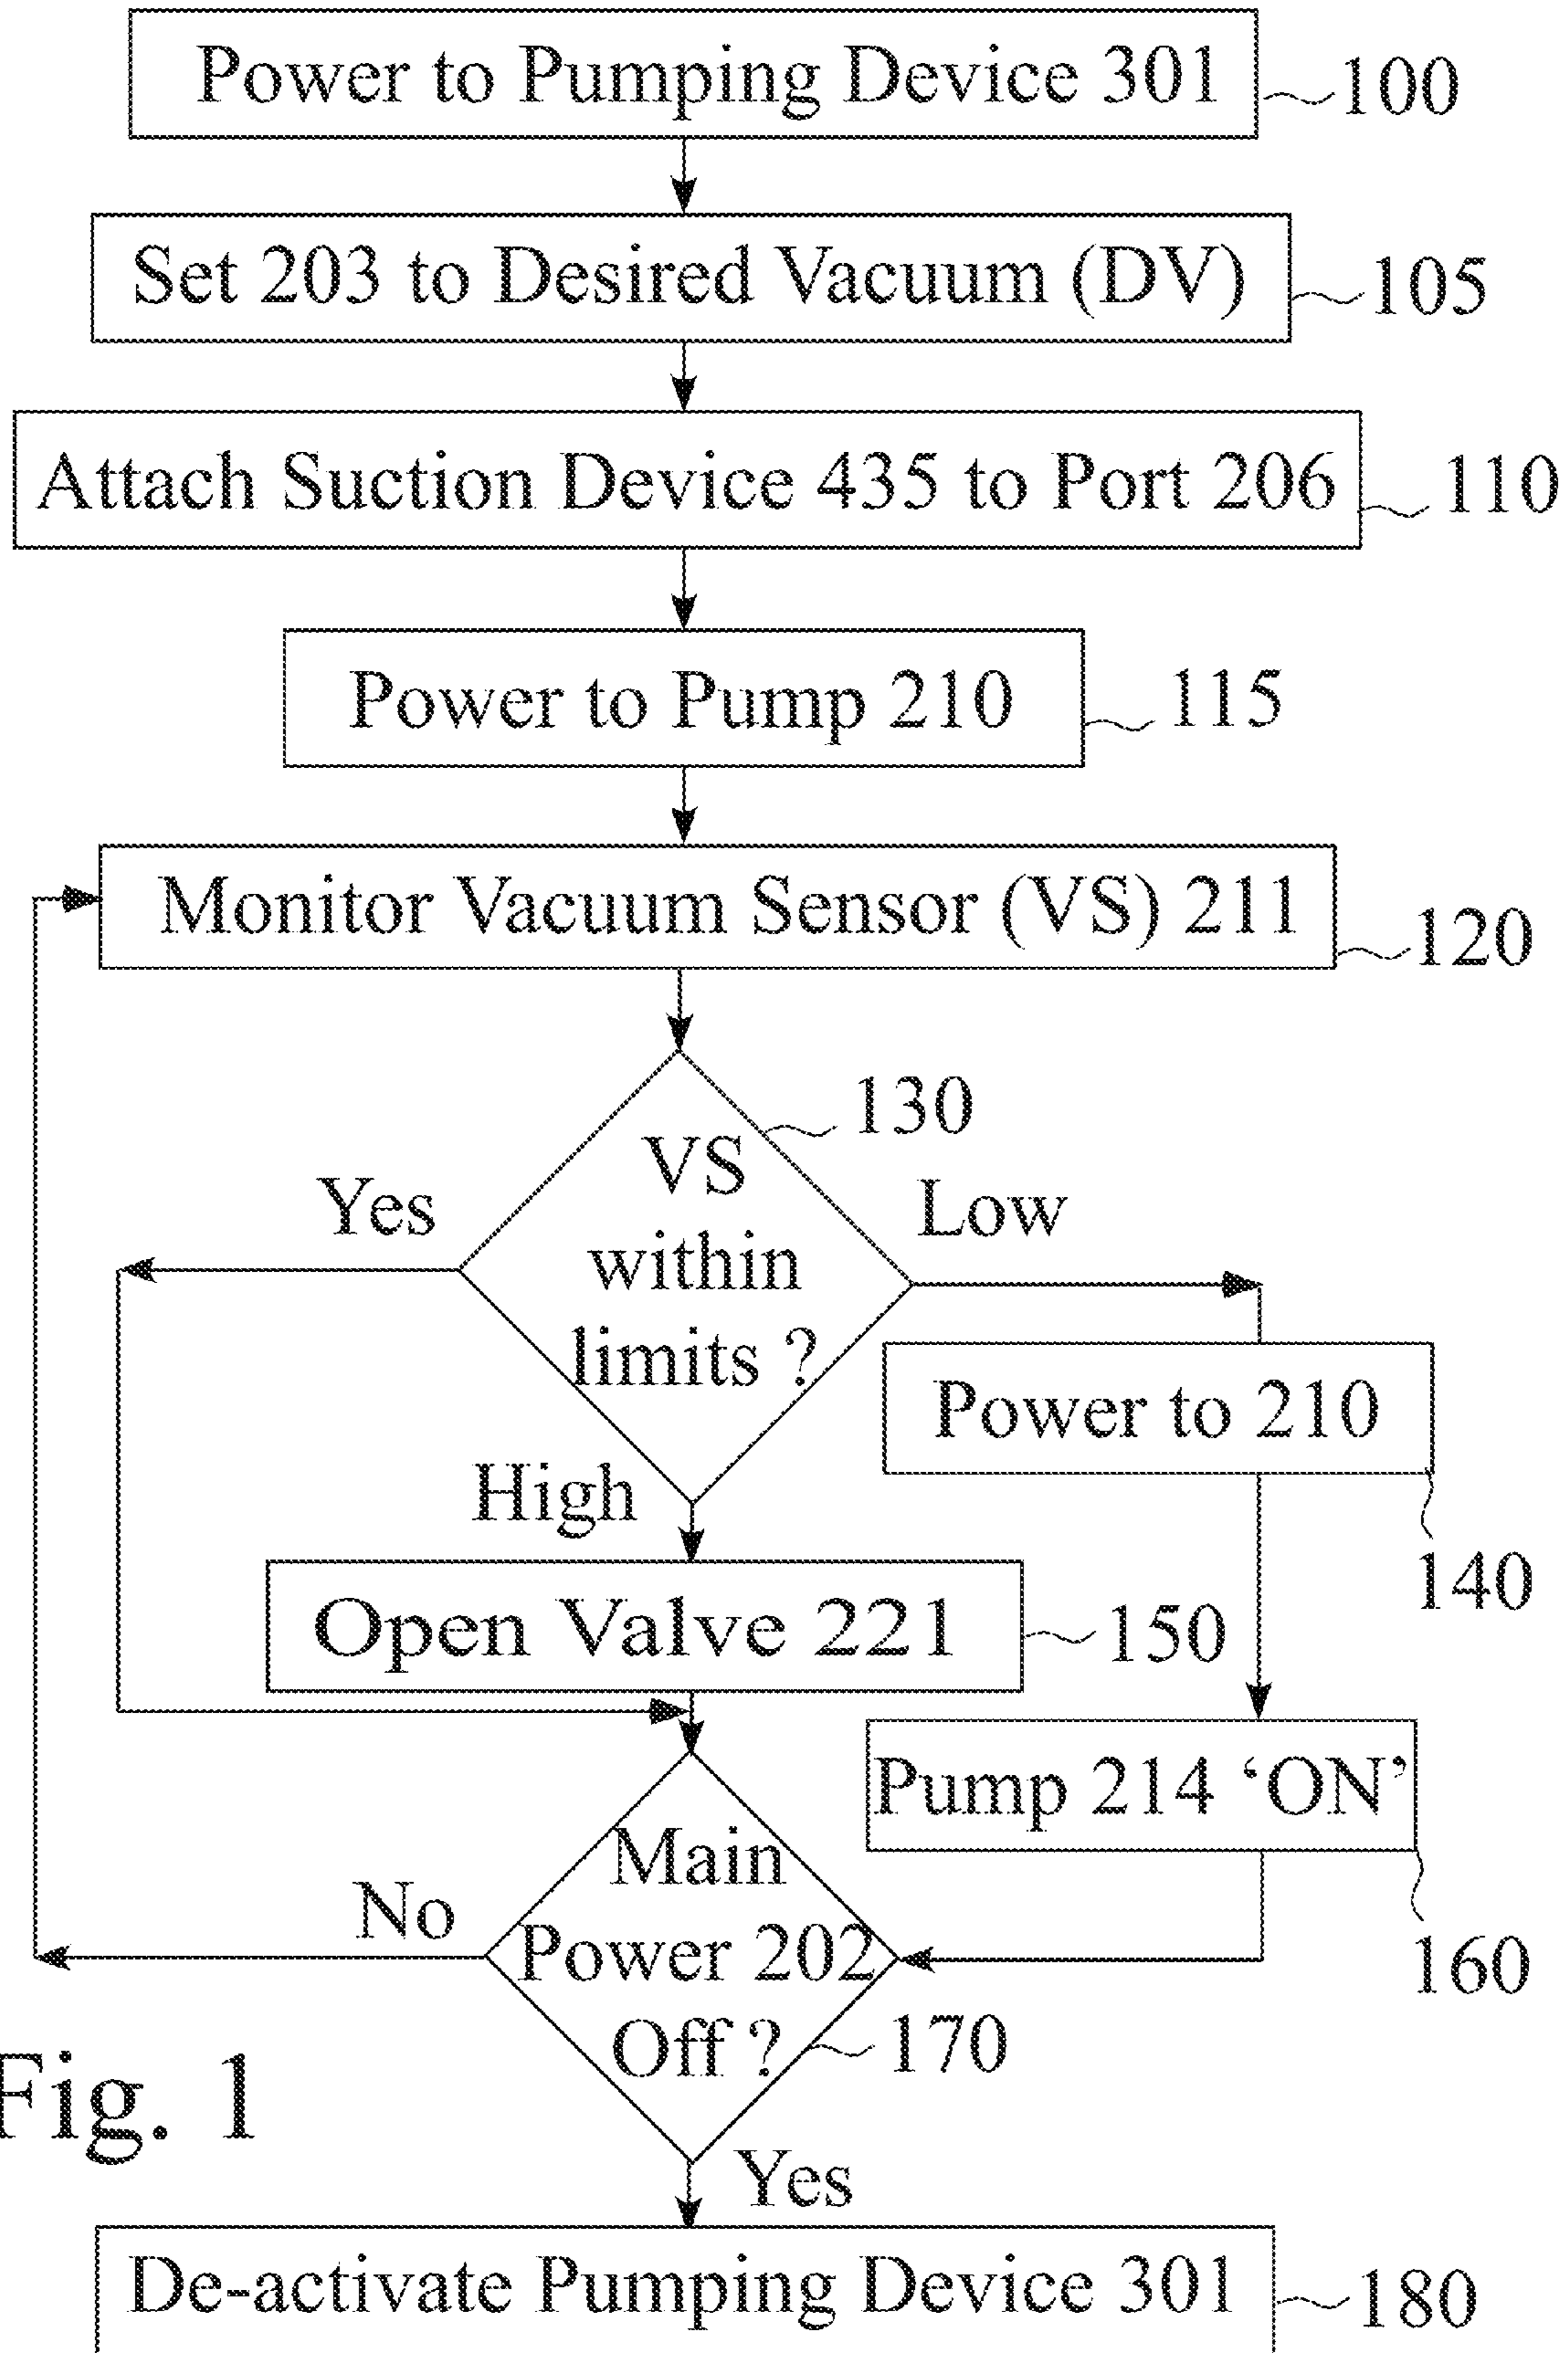 Power to Pumping Device 301
100
Set 203 to Desired Vacuum (DV)
105
Attach Suction Device 435 to Port 206
110
Power to Pump 210
115
Monitor Vacuum Sensor (VS) 211
120
130
VS
within
limits ?
Yes
Low
Power to 210
140
High
Open Valve 221
150
Pump 214 ‘ON’
160
Main
Power 202
Off ?
No
170
Fig. 1
Yes
De-activate Pumping Device 301
180